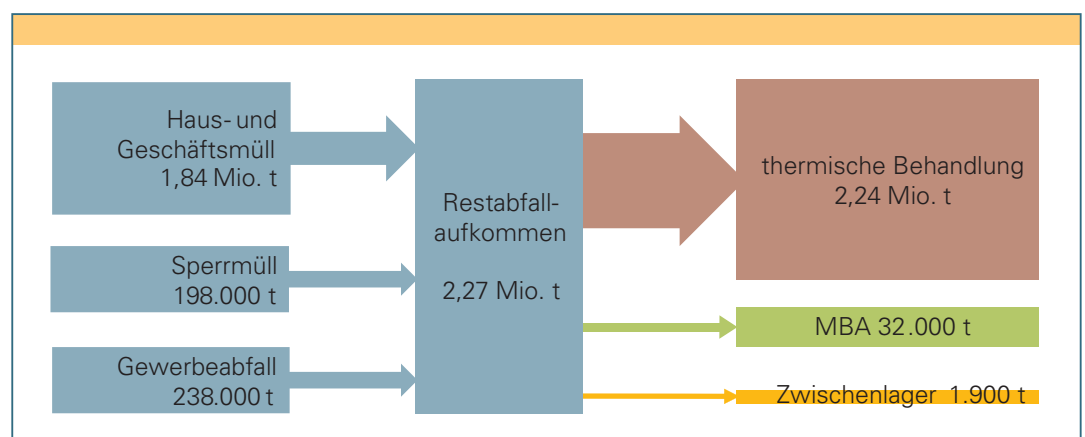 Haus- und
Geschäftsmüll
1,84 Mio. t
Sperrmüll
198.000 t
Gewerbeabfall
238.000 t
Restabfall-
aufkommen
2,27 Mio. t
thermische Behandlung
2,24 Mio. t
MBA 32.000 t
Zwischenlager 1.900 t